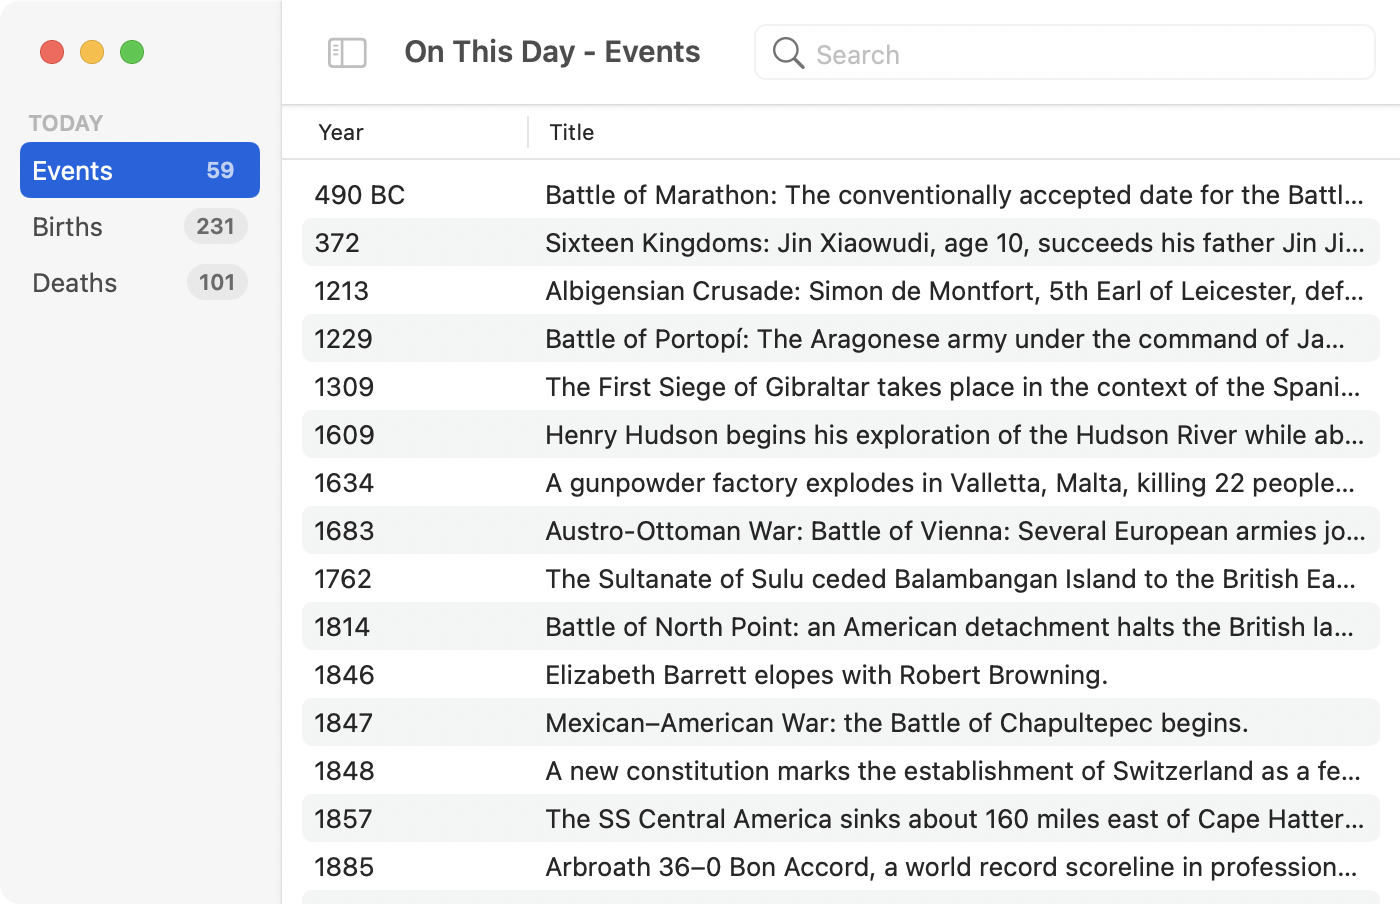 On This Day - Events
Search
TODAY
Events 59
Births 231
Deaths 101
Year Title
490 BC Battle of Marathon: The conventionally accepted date for the Battl...
372 Sixteen Kingdoms: Jin Xiaowudi, age 10, succeeds his father Jin Ji...
1213 Albigensian Crusade: Simon de Montfort, 5th Earl of Leicester, def...
1229 Battle of Portopí: The Aragonese army under the command of Ja...
1309 The First Siege of Gibraltar takes place in the context of the Spani...
1609 Henry Hudson begins his exploration of the Hudson River while ab...
1634 A gunpowder factory explodes in Valletta, Malta, killing 22 people...
1683 Austro-Ottoman War: Battle of Vienna: Several European armies jo...
1762 The Sultanate of Sulu ceded Balambangan Island to the British Ea...
1814 Battle of North Point: an American detachment halts the British la...
1846 Elizabeth Barrett elopes with Robert Browning.
1847 Mexican–American War: the Battle of Chapultepec begins.
1848 A new constitution marks the establishment of Switzerland as a fe...
1857 The SS Central America sinks about 160 miles east of Cape Hatter...
1885 Arbroath 36–0 Bon Accord, a world record scoreline in profession...